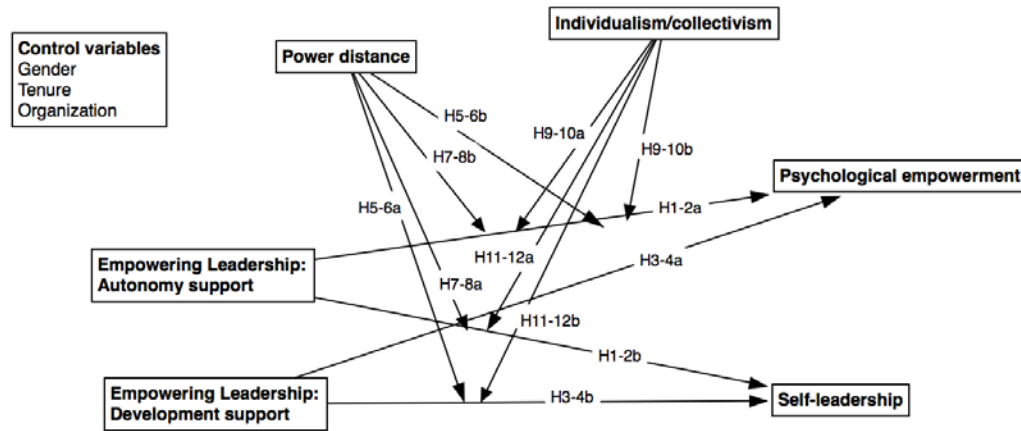 Individualism/collectivism
Control variables
Gender
Tenure
Organization
Power distance
H5-6b
H9-10a
H7-8b
H9-10b
Psychological empowerment
H5-6a
H1-2a
Empowering Leadership:
Autonomy support
H11-12a
H3-4a
H7-8a
H11-12b
H1-2b
Empowering Leadership:
Development support
H3-4b
Self-leadership